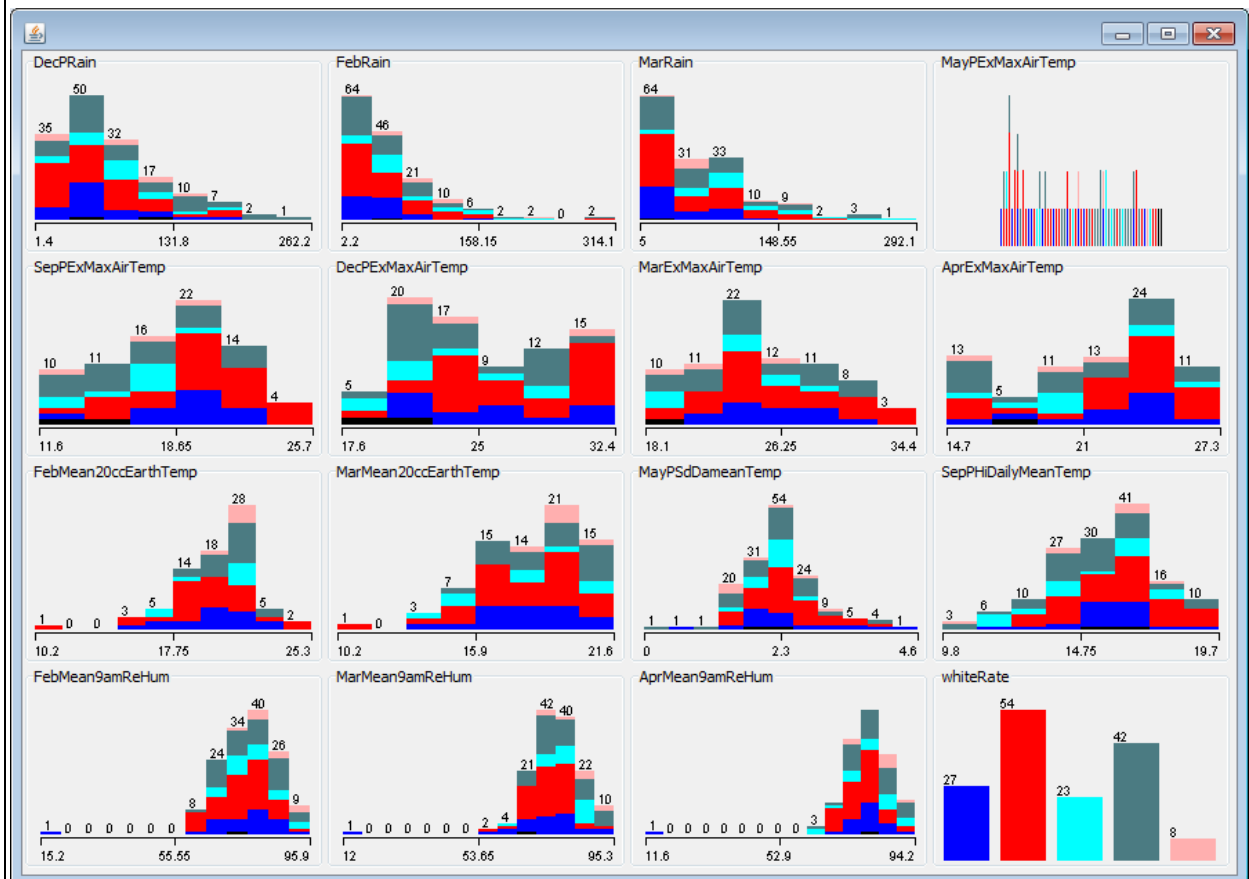 DecPRain
50
35
32
17
10
7
2
1
1.4 131.8 262.2
FebRain
64
46
21
10
6
2 2 0 2
2.2 158.15 314.1
MarRain
64
31 33
10 9
2 3 1
5 148.55 292.1
MayPExMaxAirTemp
SepPExMaxAirTemp
22
16
14
10 11
4
11.6 18.65 25.7
DecPExMaxAirTemp
20
17
15
12
9
5
17.6 25 32.4
MarExMaxAirTemp
22
10 11 12 11
8
3
18.1 26.25 34.4
AprExMaxAirTemp
24
13 5 11 13 11
14.7 21 27.3
FebMean20ccEarthTemp
28
18
14
1 0 0 3 5 5 2
10.2 17.75 25.3
MarMean20ccEarthTemp
21
15 14 15
7
1 0 3
10.2 15.9 21.6
MayPSdDameanTemp
54
31
20 24
9
1 1 1 5 4 1
0 2.3 4.6
SepPHiDailyMeanTemp
41
27 30
16
3 6 10 10
9.8 14.75 19.7
FebMean9amReHum
40
34
24 26
8 9
1 0 0 0 0 0 0
15.2 55.55 95.9
MarMean9amReHum
42 40
21 22
10
1 0 0 0 0 0 0 2 4
12 53.65 95.3
AprMean9amReHum
3
1 0 0 0 0 0 0 0 0
11.6 52.9 94.2
whiteRate
54
42
27
23
8